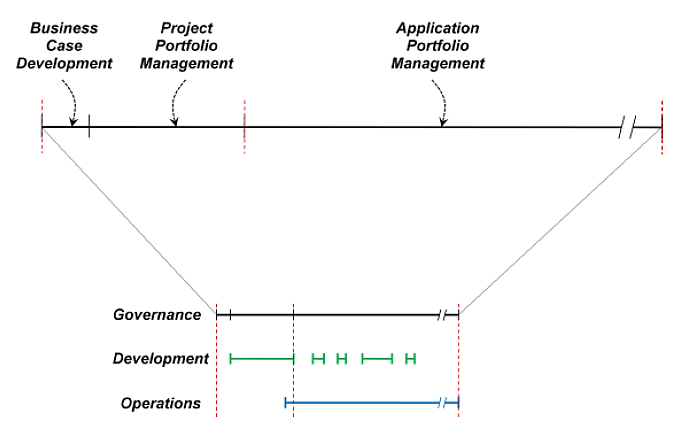 Business
Case
Development
Project
Portfolio
Management
Application
Portfolio
Management
Governance
Development
Operations